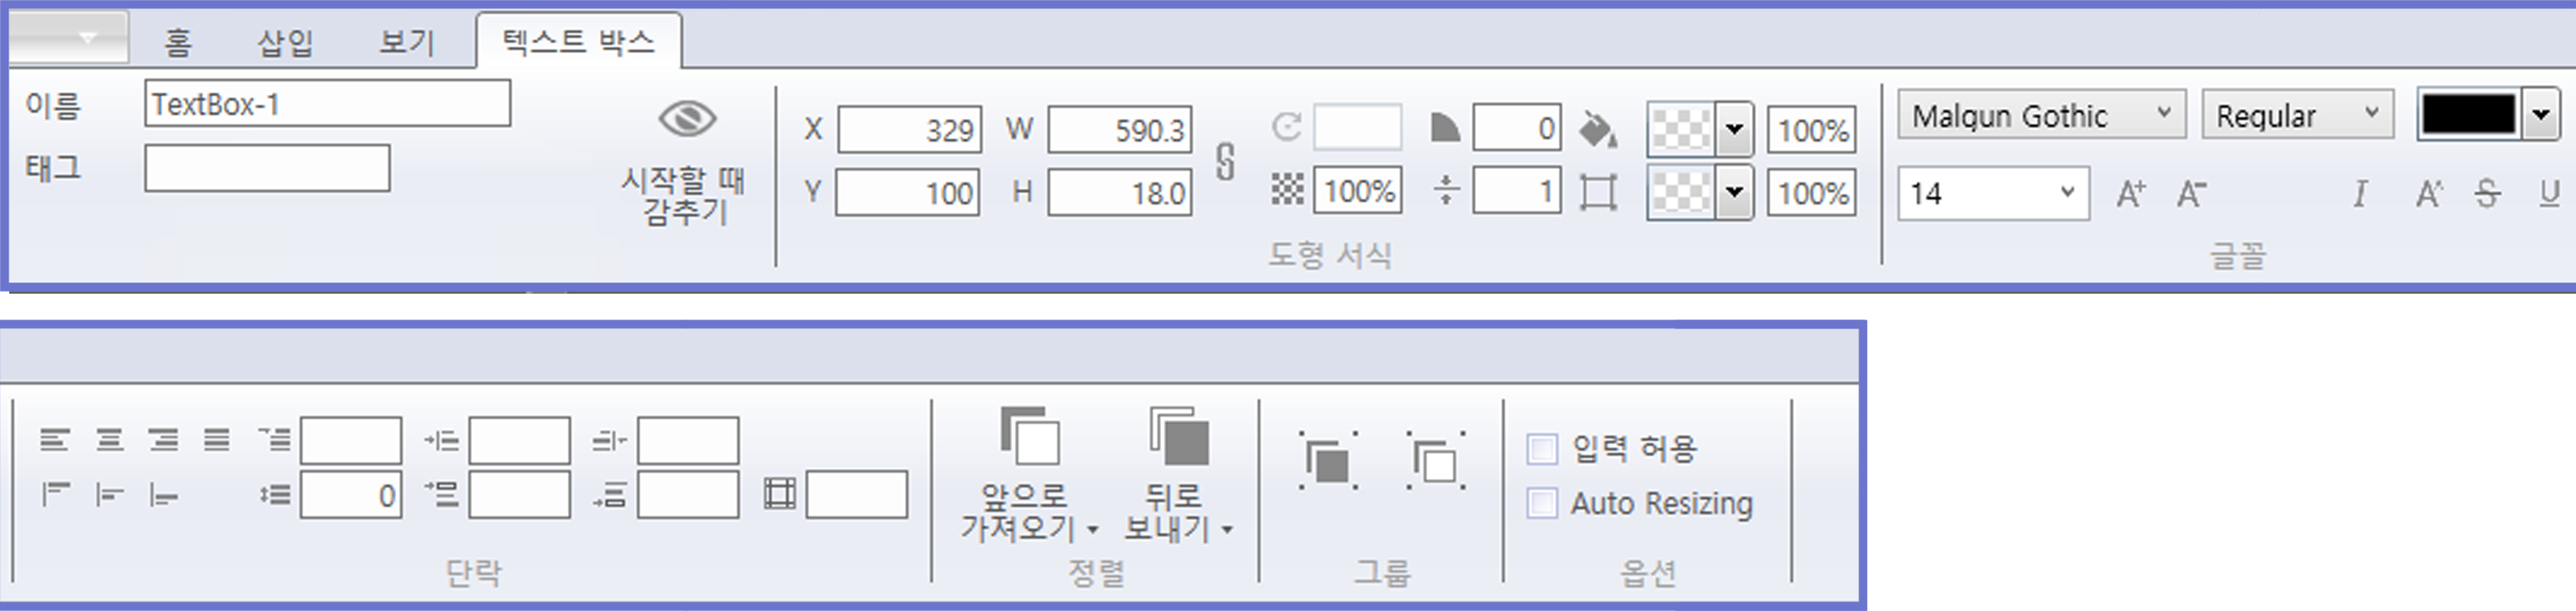 홈 삽입 보기 텍스트 박스
이름 TextBox-1
태그
시작할 때
감추기
X 329 W 590.3 0 100%
Y 100 H 18.0 100% 1 100%
도형 서식
Malgun Gothic Regular
14 A+ A- I A^ S U
글꼴
0
단락
앞으로
가져오기
뒤로
보내기
정렬
그룹
입력 허용
Auto Resizing
옵션